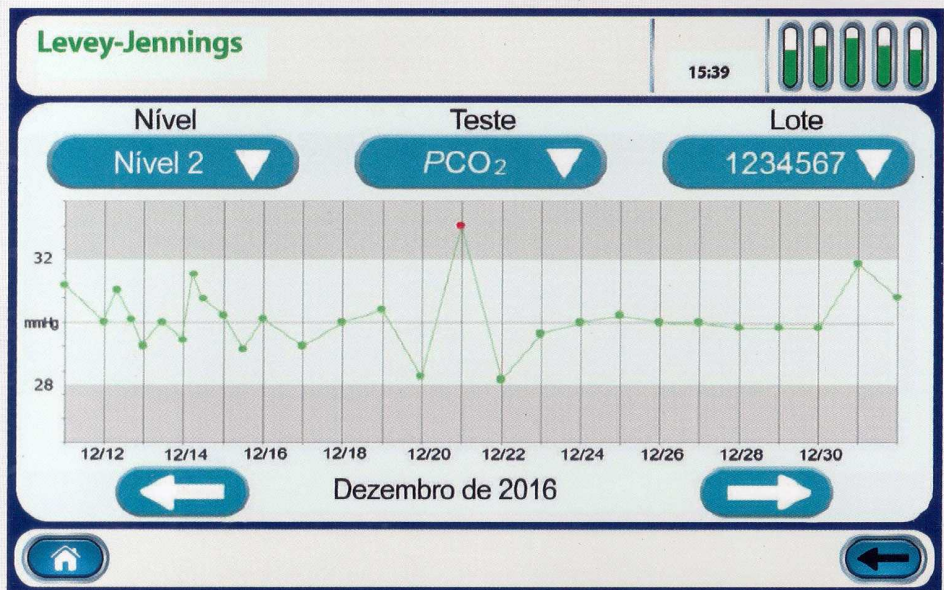 Levey-Jennings
15:39
Nível Teste Lote
Nível 2 PCO₂ 1234567
32
mmHg
28
12/12 12/14 12/16 12/18 12/20 12/22 12/24 12/26 12/28 12/30
Dezembro de 2016